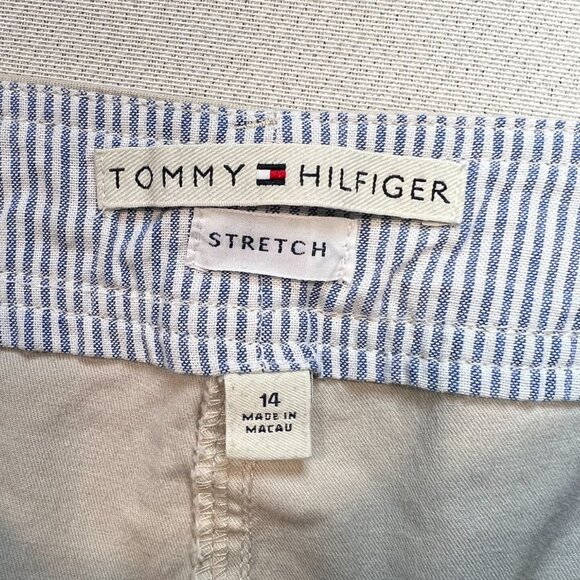 TOMMY HILFIGER
STRETCH
14
MADE IN
MACAU